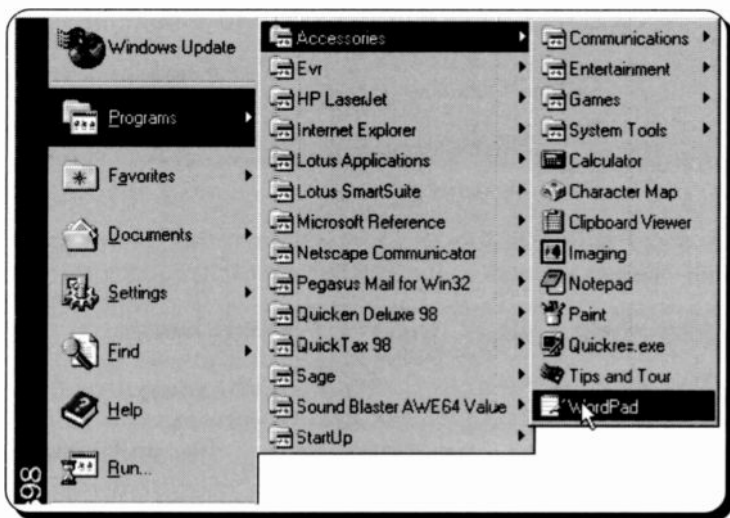 Windows Update
Programs
Favorites
Documents
Settings
Find
Help
Run...
98
Accessories
Evr
HP LaserJet
Internet Explorer
Lotus Applications
Lotus SmartSuite
Microsoft Reference
Netscape Communicator
Pegasus Mail for Win32
Quicken Deluxe 98
QuickTax 98
Sage
Sound Blaster AWE64 Value
StartUp
Communications
Entertainment
Games
System Tools
Calculator
Character Map
Clipboard Viewer
Imaging
Notepad
Paint
Quickres.exe
Tips and Tour
WordPad